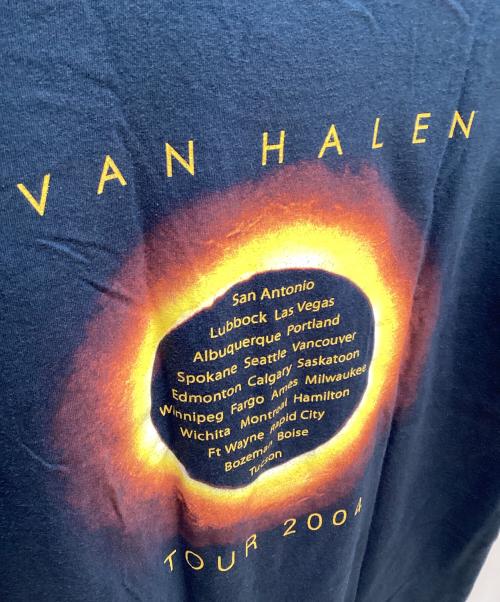 VAN HALEN
San Antonio
Lubbock Las Vegas
Albuquerque Portland
Spokane Seattle Vancouver
Edmonton Calgary Saskatoon
Winnipeg Fargo Ames Milwaukee
Wichita Montreal Hamilton
Ft Wayne Rapid City
Bozeman Boise
Tucson
TOUR 2004